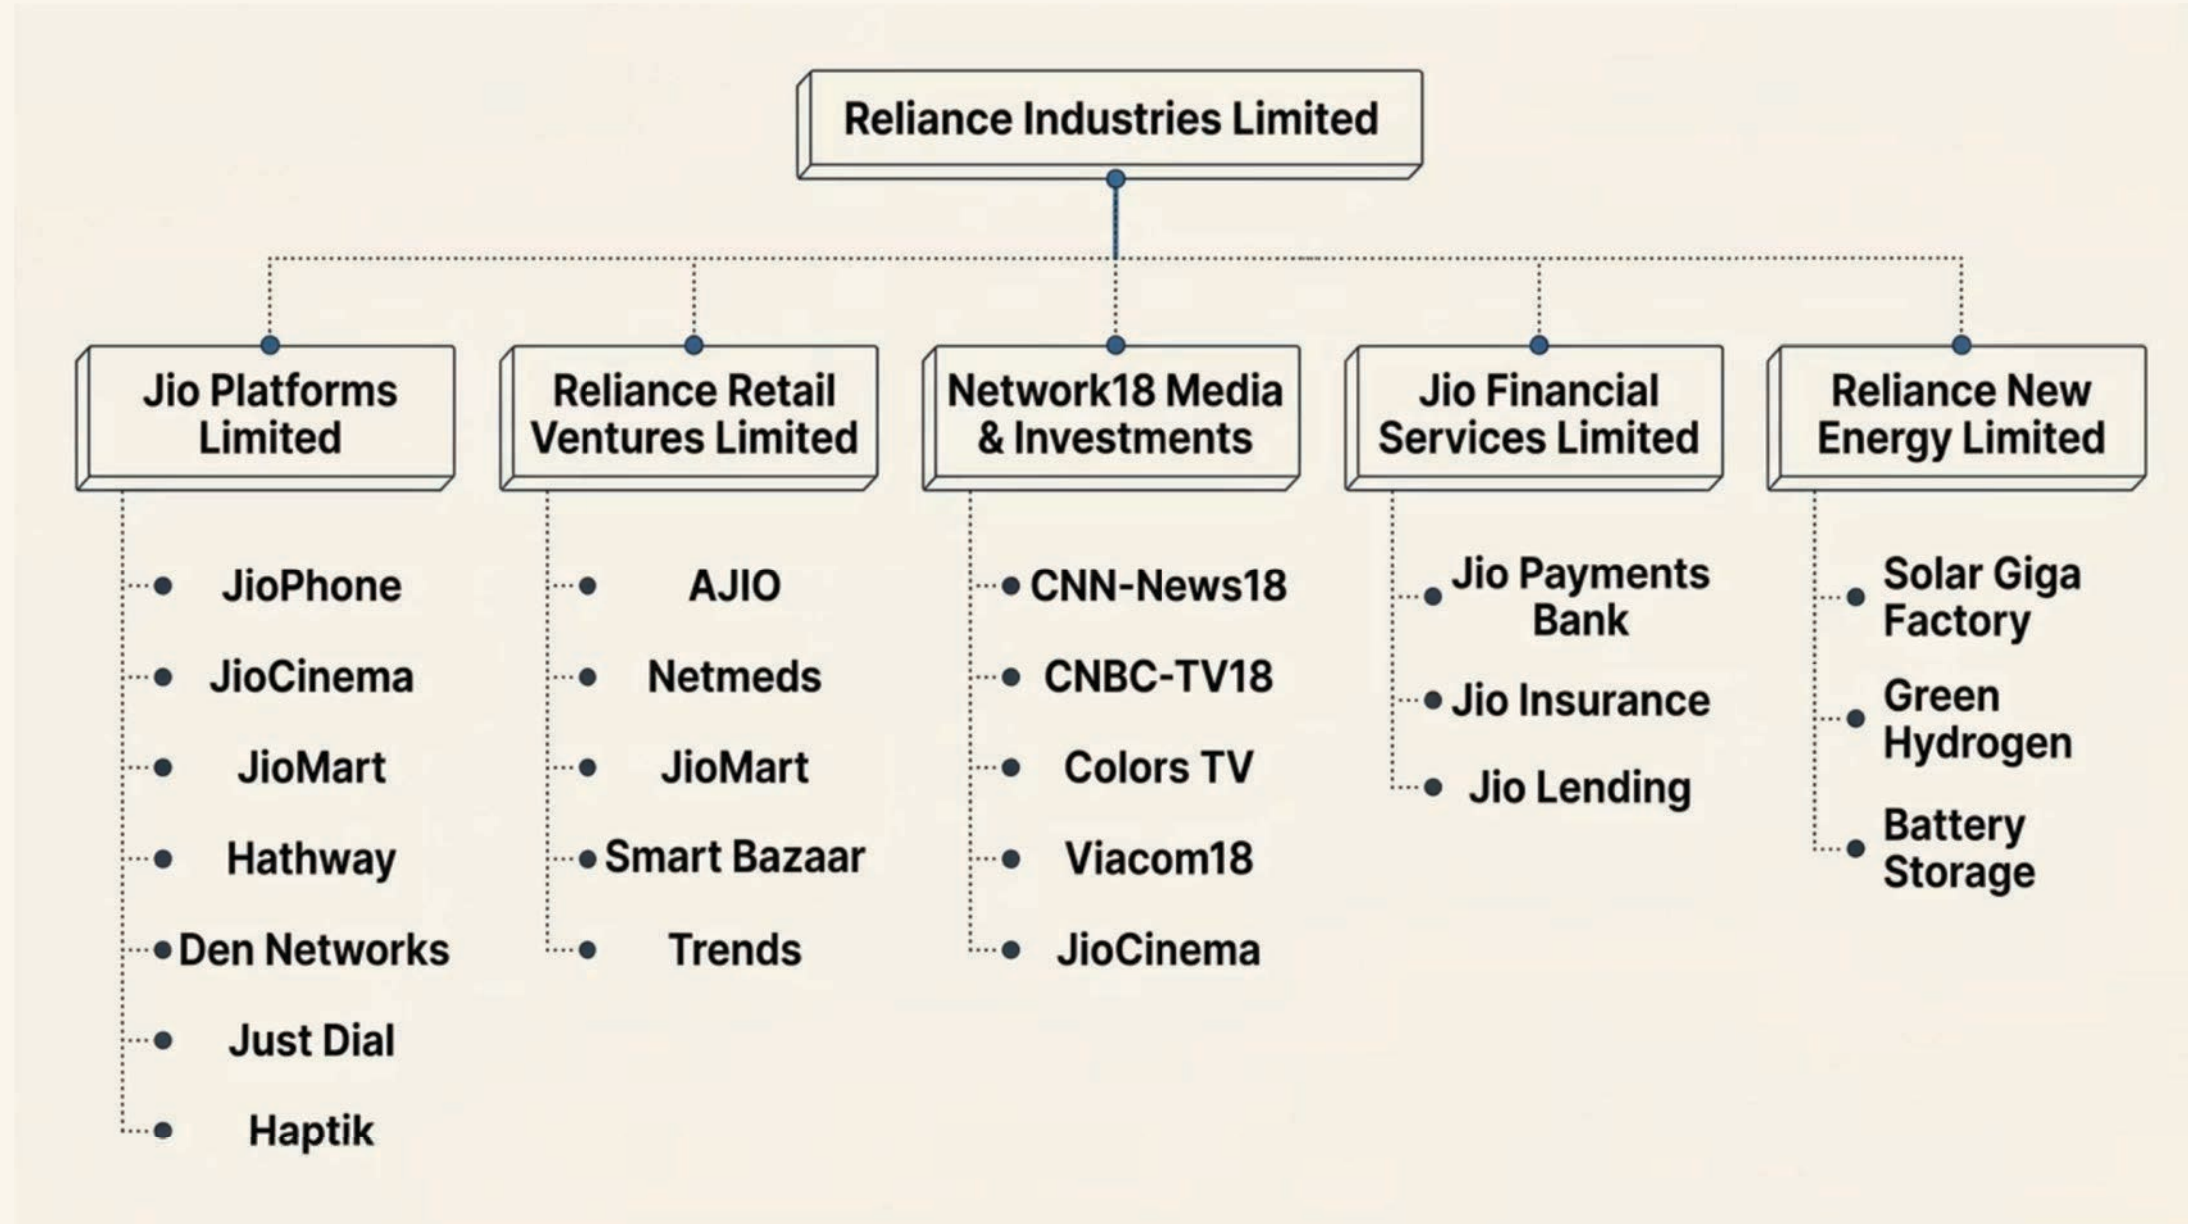 Reliance Industries Limited
Jio Platforms
Limited
Reliance Retail
Ventures Limited
Network18 Media
& Investments
Jio Financial
Services Limited
Reliance New
Energy Limited
JioPhone
JioCinema
JioMart
Hathway
Den Networks
Just Dial
Haptik
AJIO
Netmeds
JioMart
Smart Bazaar
Trends
CNN-News18
CNBC-TV18
Colors TV
Viacom18
JioCinema
Jio Payments
Bank
Jio Insurance
Jio Lending
Solar Giga
Factory
Green
Hydrogen
Battery
Storage